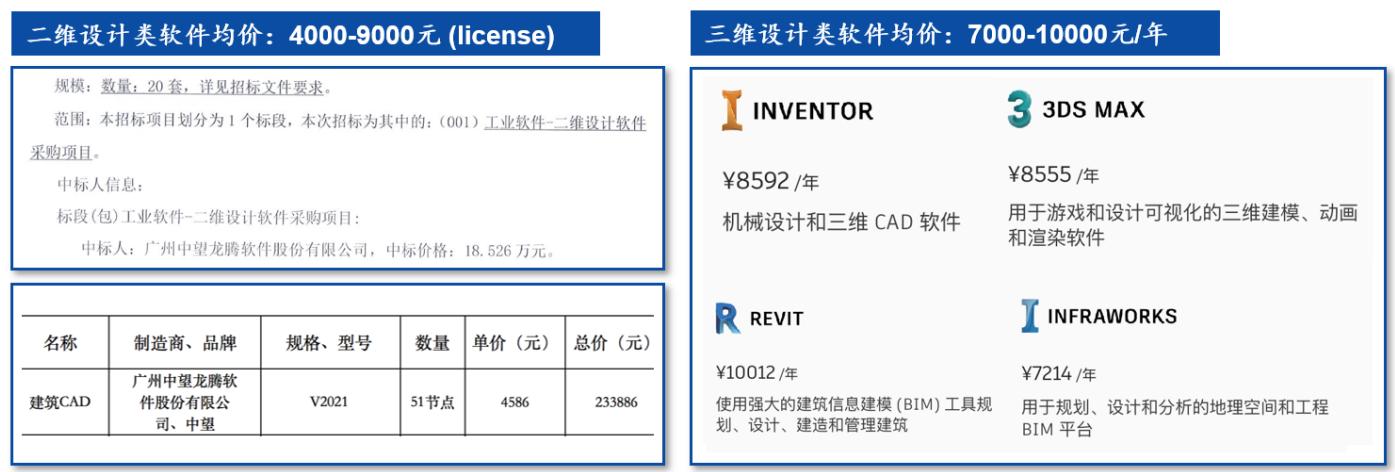 二维设计类软件均价：4000-9000元 (license)
规模：数量：20 套，详见招标文件要求。
范围：本招标项目划分为 1 个标段，本次招标为其中的：(001) 工业软件-二维设计软件
采购项目。
中标人信息：
标段(包)工业软件-二维设计软件采购项目：
中标人：广州中望龙腾软件股份有限公司，中标价格：18.526 万元。
名称 制造商、品牌 规格、型号 数量 单价（元） 总价（元）
广州中望龙腾软
建筑CAD 件股份有限公 V2021 51节点 4586 233886
司、中望
三维设计类软件均价：7000-10000元/年
INVENTOR
¥8592 /年
机械设计和三维 CAD 软件
3DS MAX
¥8555 /年
用于游戏和设计可视化的三维建模、动画
和渲染软件
REVIT
¥10012 /年
使用强大的建筑信息建模 (BIM) 工具规
划、设计、建造和管理建筑
INFRAWORKS
¥7214 /年
用于规划、设计和分析的地理空间和工程
BIM 平台